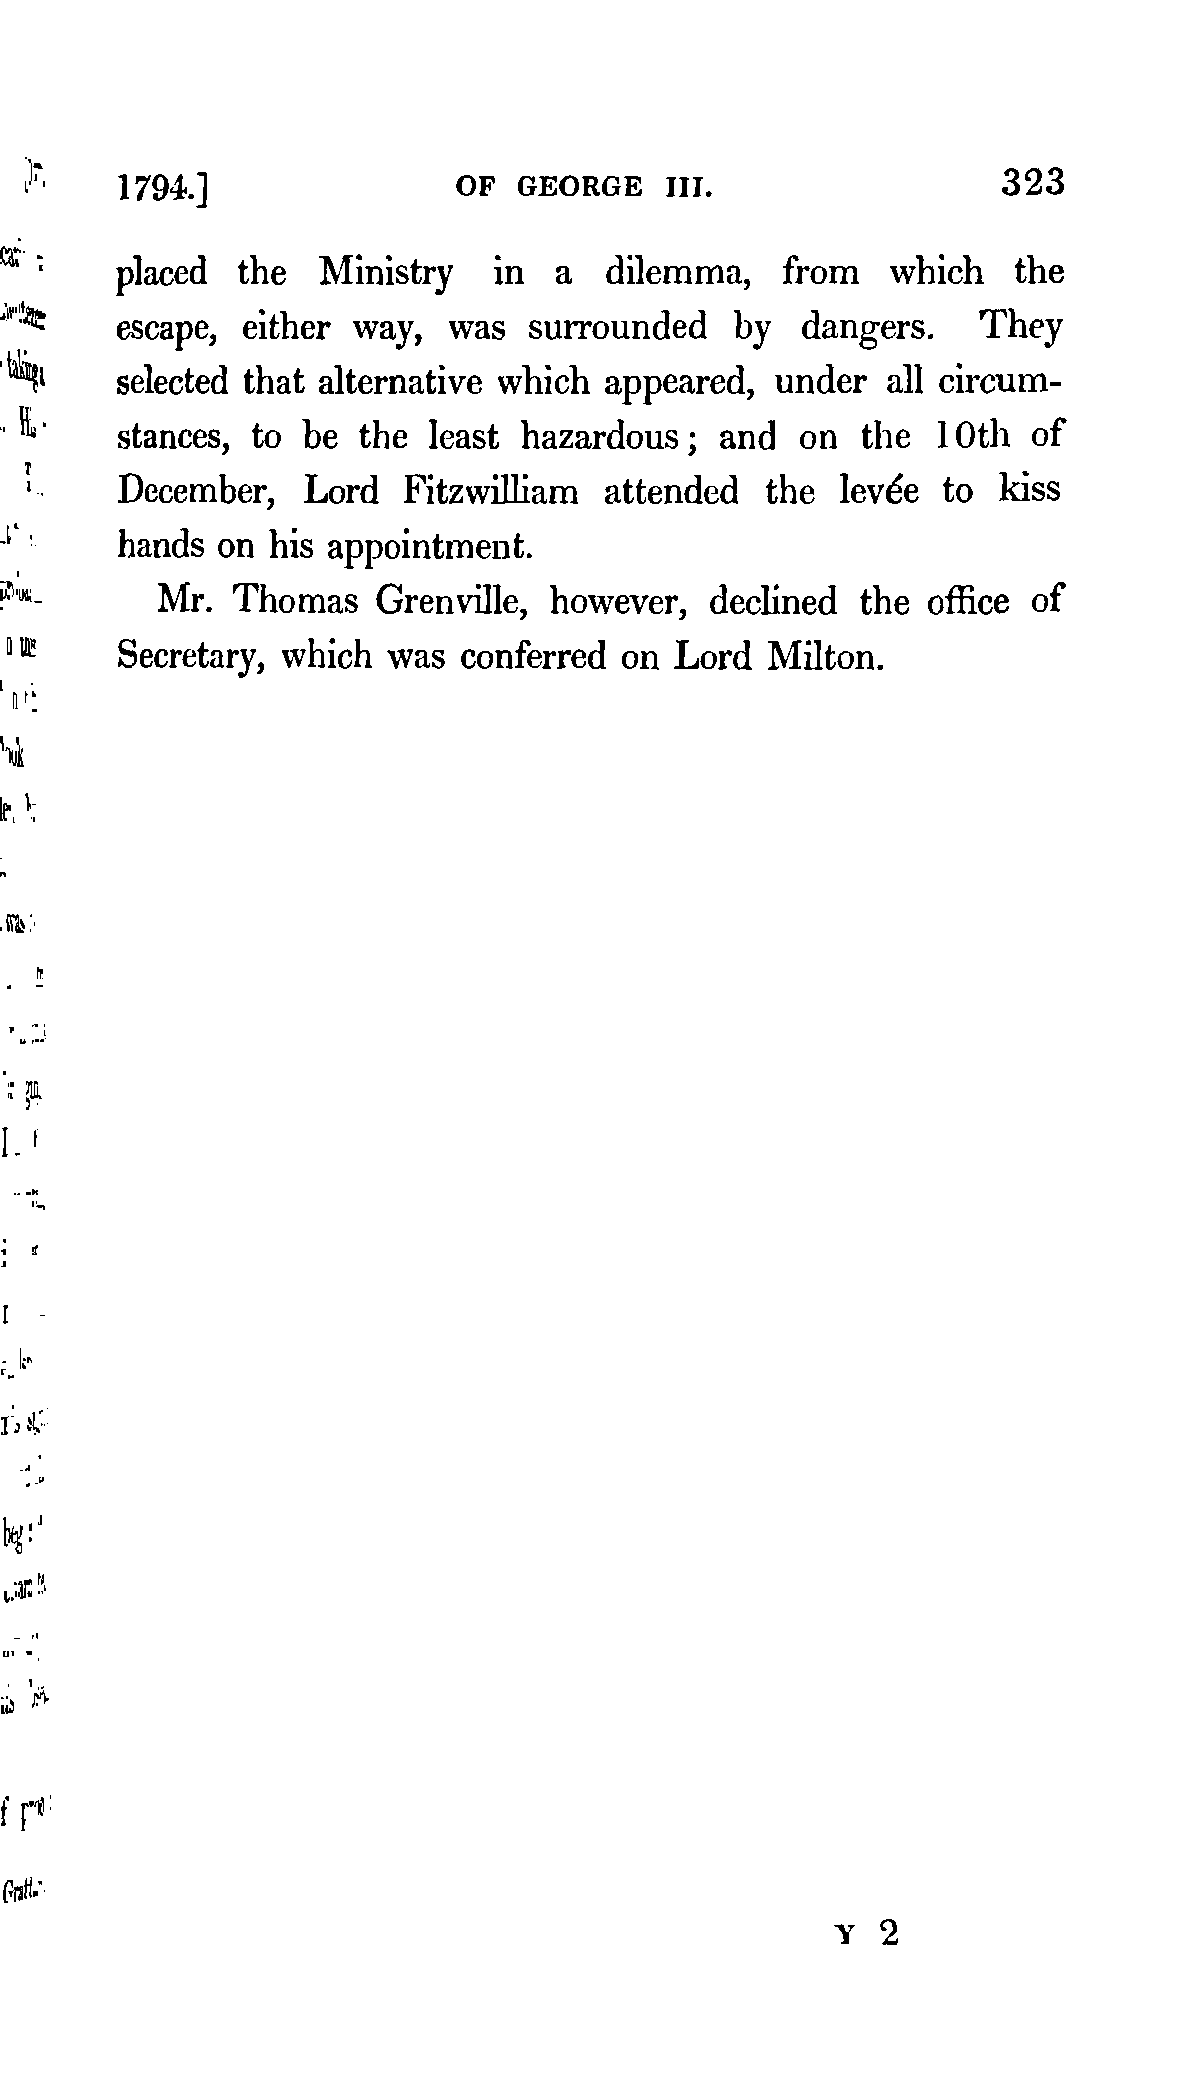 1794.] OF GEORGE III. 323
placed the Ministry in a dilemma, from which the
escape, either way, was surrounded by dangers. They
selected that alternative which appeared, under all circum-
stances, to be the least hazardous; and on the 10th of
December, Lord Fitzwilliam attended the levée to kiss
hands on his appointment.
Mr. Thomas Grenville, however, declined the office of
Secretary, which was conferred on Lord Milton.
Y 2